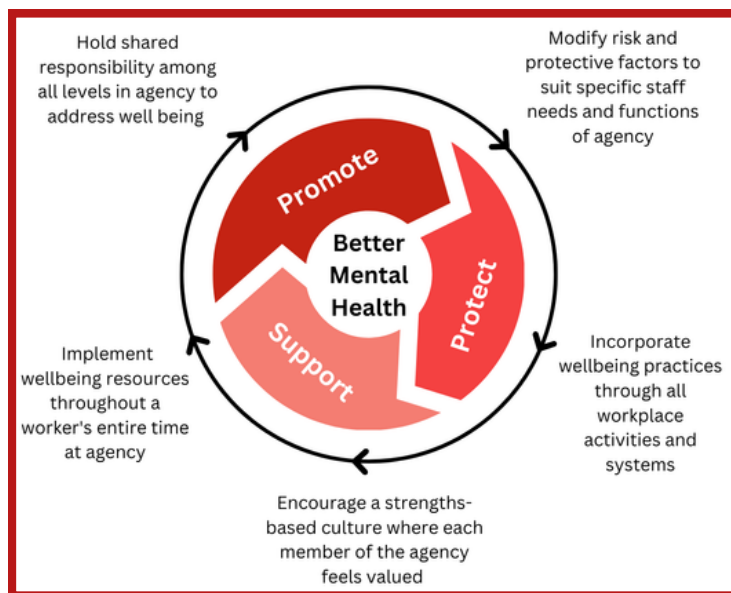 Hold shared
responsibility among
all levels in agency to
address well being
Modify risk and
protective factors to
suit specific staff
needs and functions
of agency
Promote
Better
Mental
Health
Protect
Support
Incorporate
wellbeing practices
through all
workplace
activities and
systems
Implement
wellbeing resources
throughout a
worker's entire time
at agency
Encourage a strengths-
based culture where each
member of the agency
feels valued